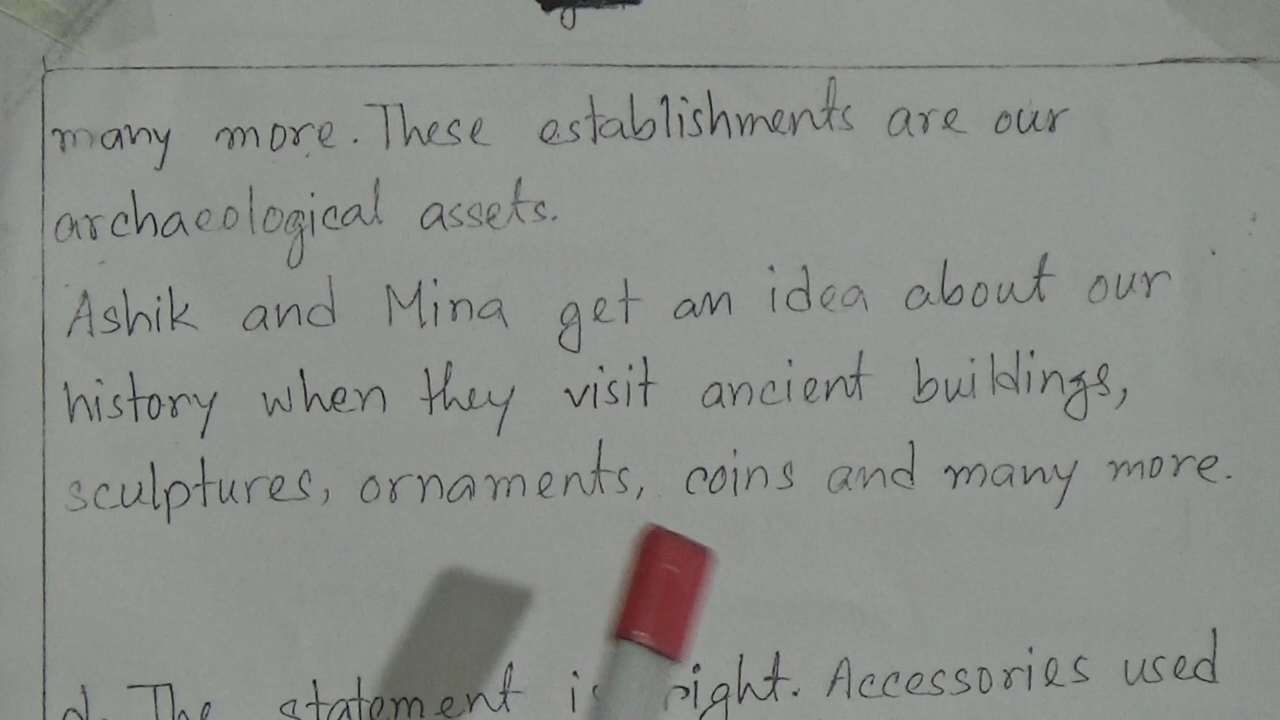 many more. These establishments are our
archaeological assets.
Ashik and Mina get an idea about our
history when they visit ancient buildings,
sculptures, ornaments, coins and many more.
d. The statement is right. Accessories used